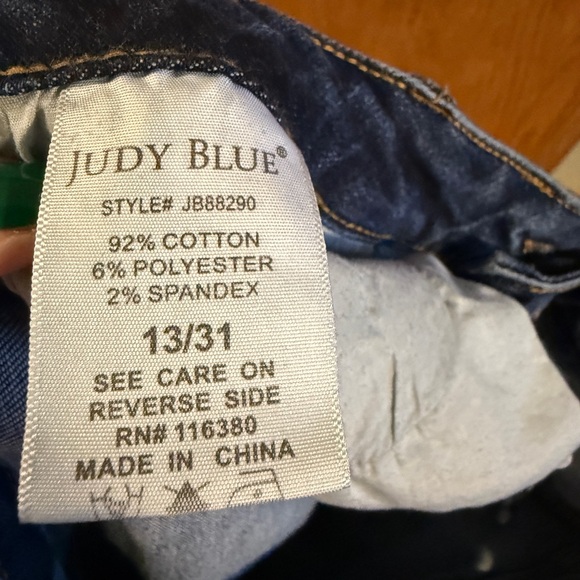 JUDY BLUE®
STYLE# JB88290
92% COTTON
6% POLYESTER
2% SPANDEX
13/31
SEE CARE ON
REVERSE SIDE
RN# 116380
MADE IN CHINA